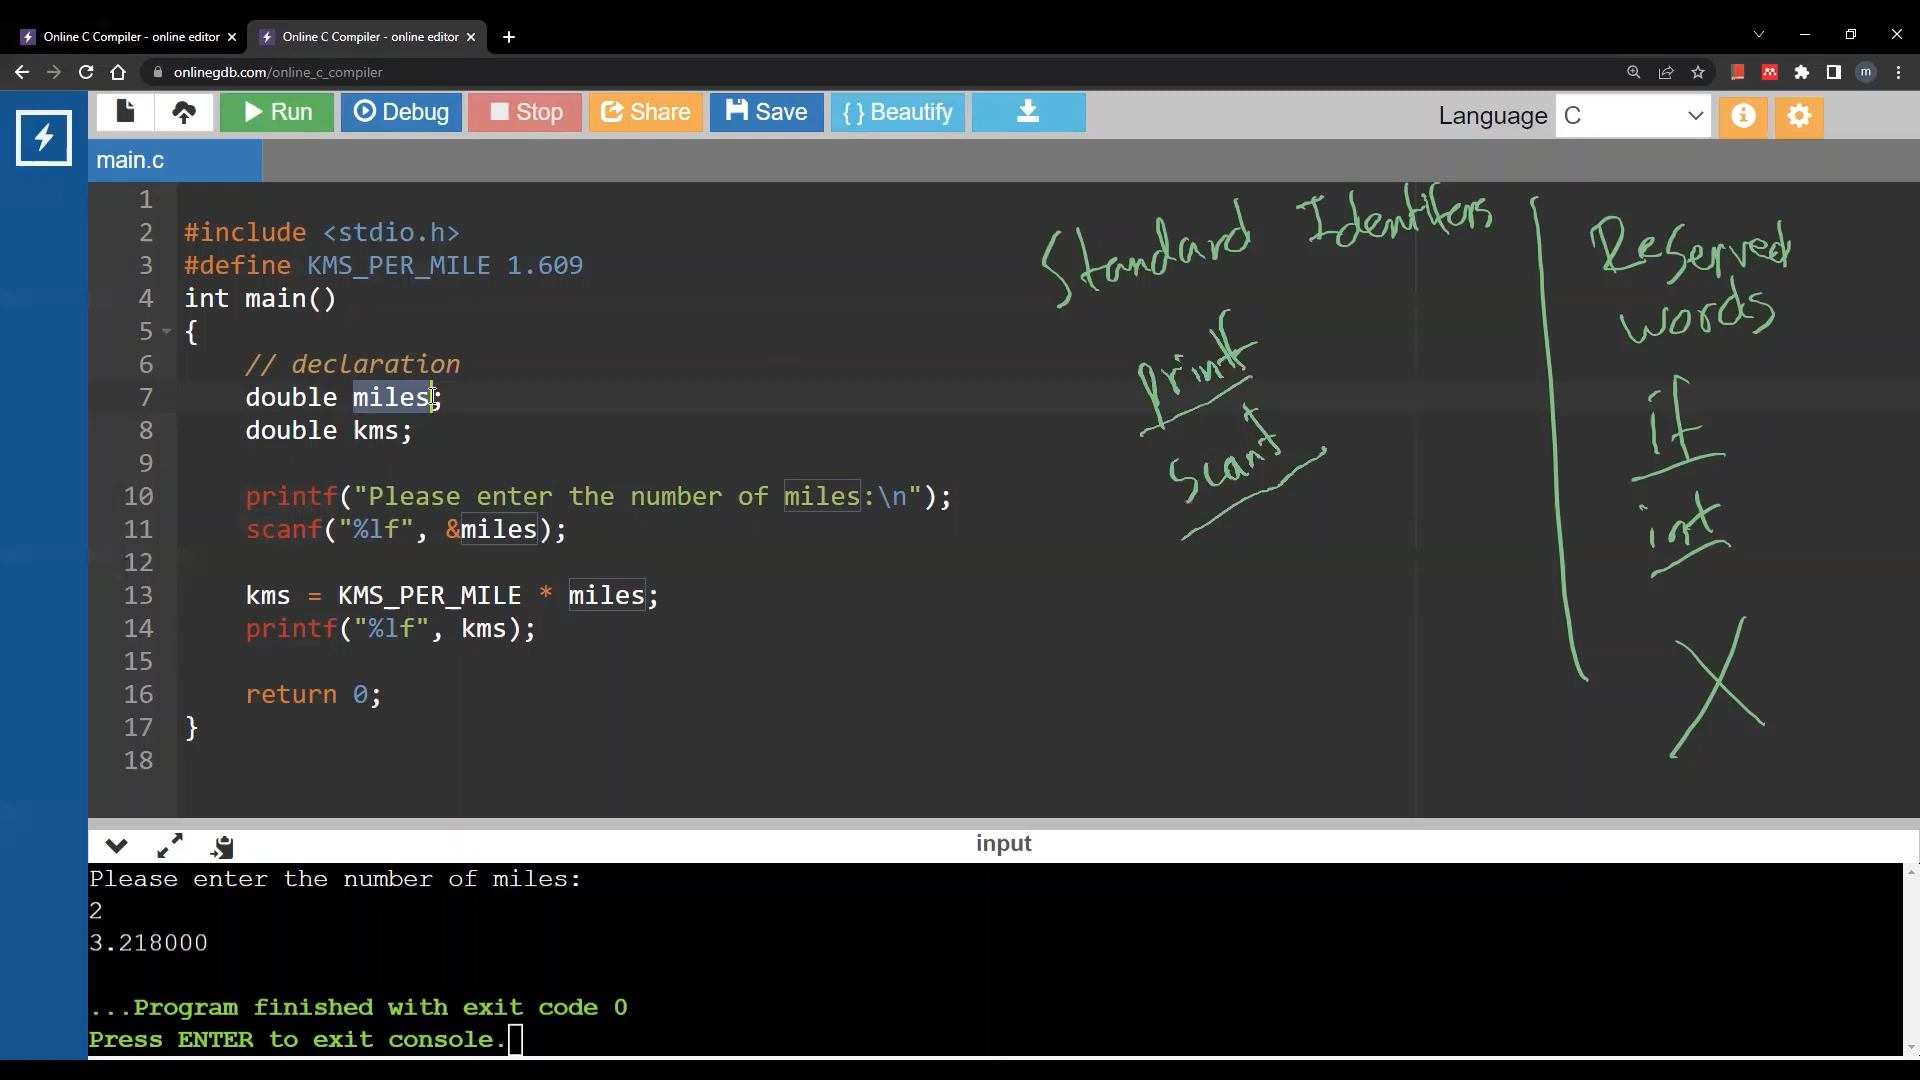 Online C Compiler - online editor
Online C Compiler - online editor
onlinegdb.com/online_c_compiler
m
Run
Debug
Stop
Share
Save
{ } Beautify
Language
C
main.c
1
2 #include <stdio.h>
3 #define KMS_PER_MILE 1.609
4 int main()
5 {
6 // declaration
7 double miles;
8 double kms;
9
10 printf("Please enter the number of miles:\n");
11 scanf("%lf", &miles);
12
13 kms = KMS_PER_MILE * miles;
14 printf("%lf", kms);
15
16 return 0;
17 }
18
Standard Identifers
printf
scanf
Reserved
words
if
int
X
input
Please enter the number of miles:
2
3.218000
...Program finished with exit code 0
Press ENTER to exit console.